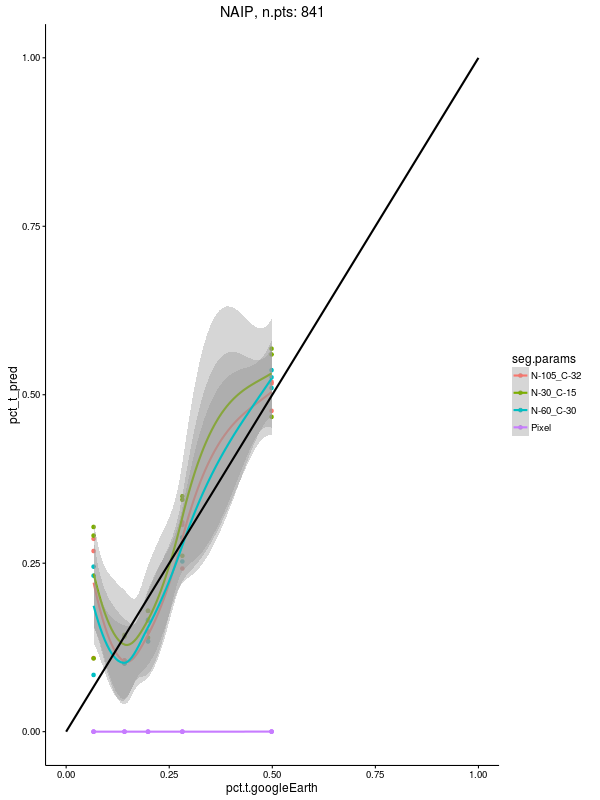 NAIP, n.pts: 841
1.00
0.75
0.50
0.25
0.00
pct_t_pred
0.00
0.25
0.50
0.75
1.00
pct.t.googleEarth
seg.params
N-105_C-32
N-30_C-15
N-60_C-30
Pixel